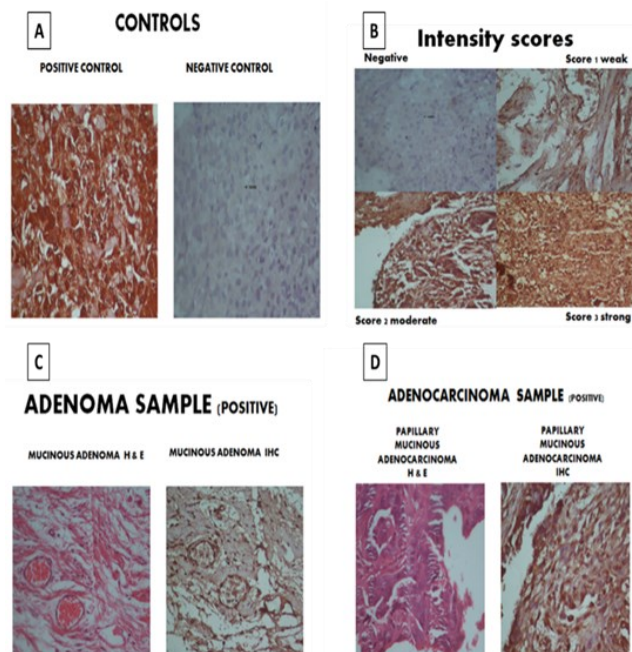 A
CONTROLS
POSITIVE CONTROL
NEGATIVE CONTROL
B
Intensity scores
Negative
Score 1 weak
Score 2 moderate
Score 3 strong
C
ADENOMA SAMPLE (POSITIVE)
MUCINOUS ADENOMA H & E
MUCINOUS ADENOMA IHC
D
ADENOCARCINOMA SAMPLE (POSITIVE)
PAPILLARY
MUCINOUS
ADENOCARCINOMA
H & E
PAPILLARY
MUCINOUS
ADENOCARCINOMA
IHC